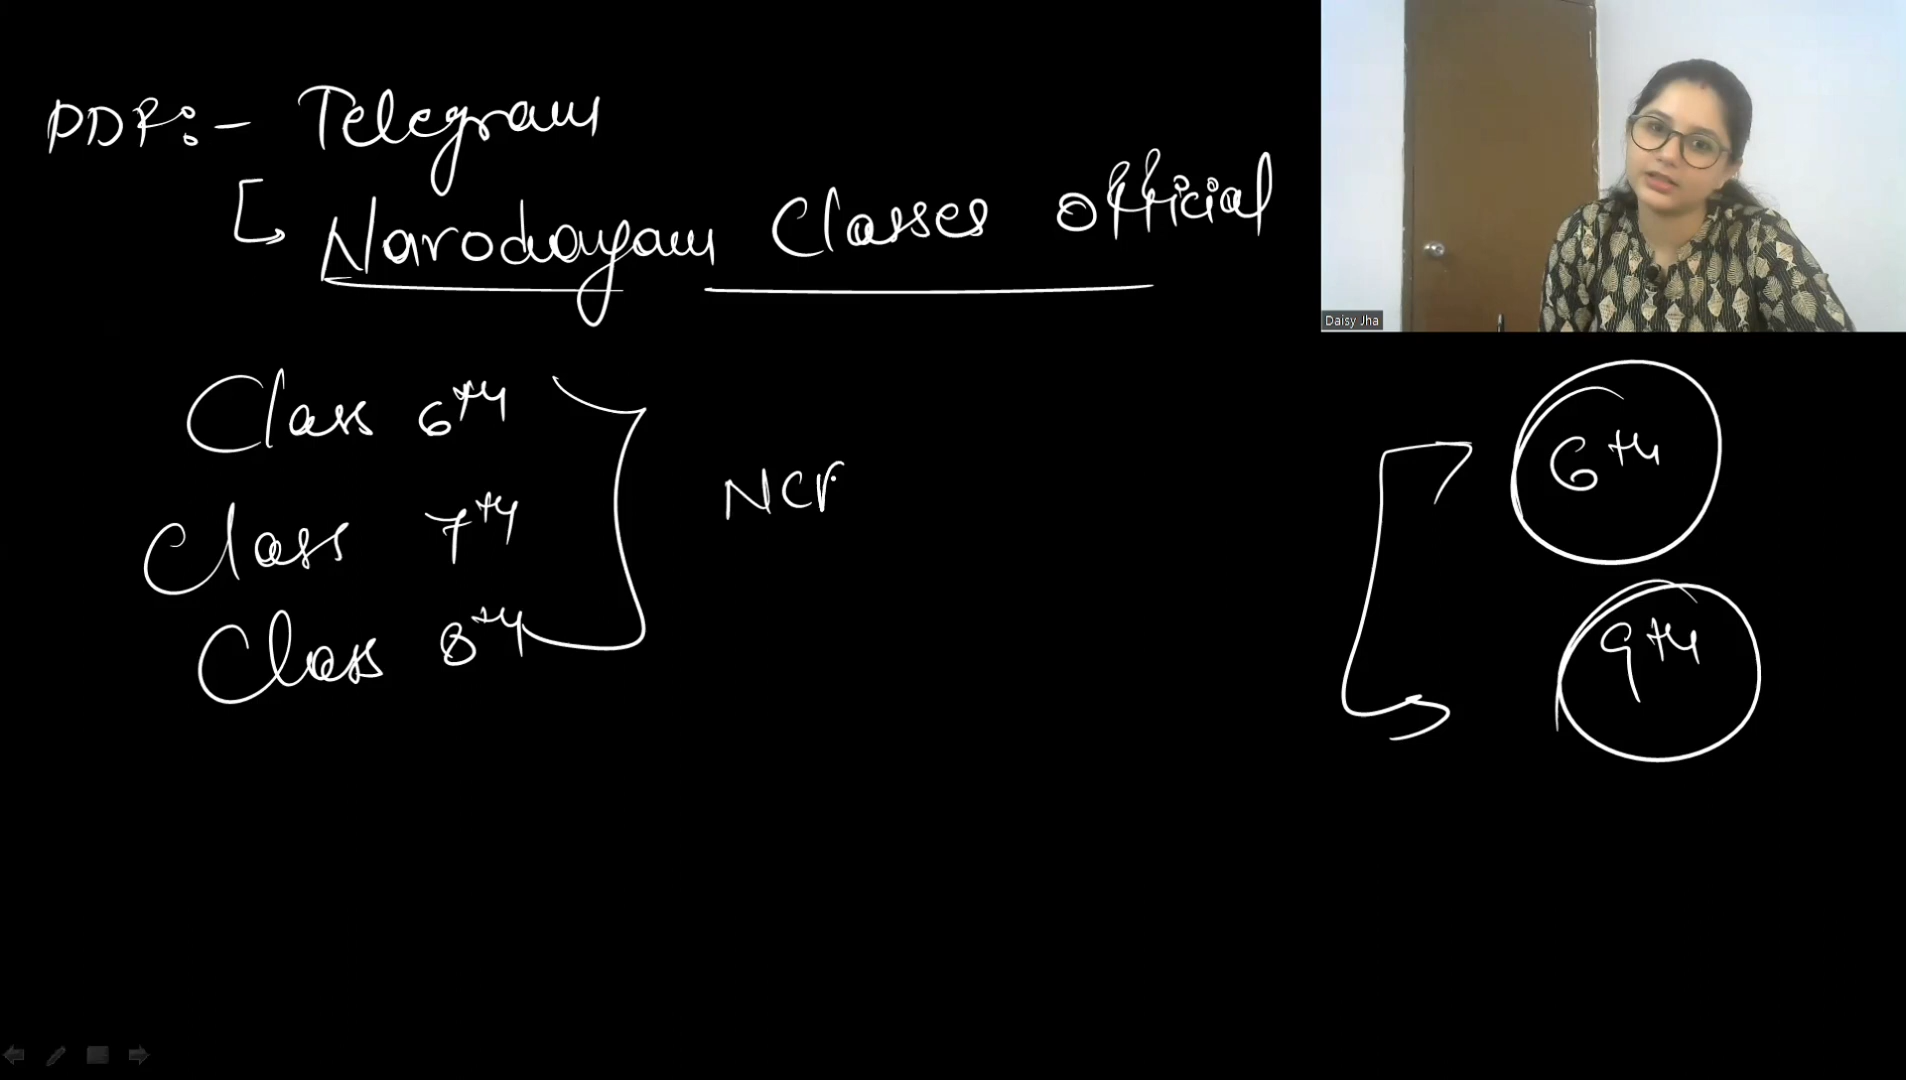 PDF:- Telegram
Navodayam Classes official
Class 6th
Class 7th
Class 8th
NCr
6th
9th
Daisy Jha